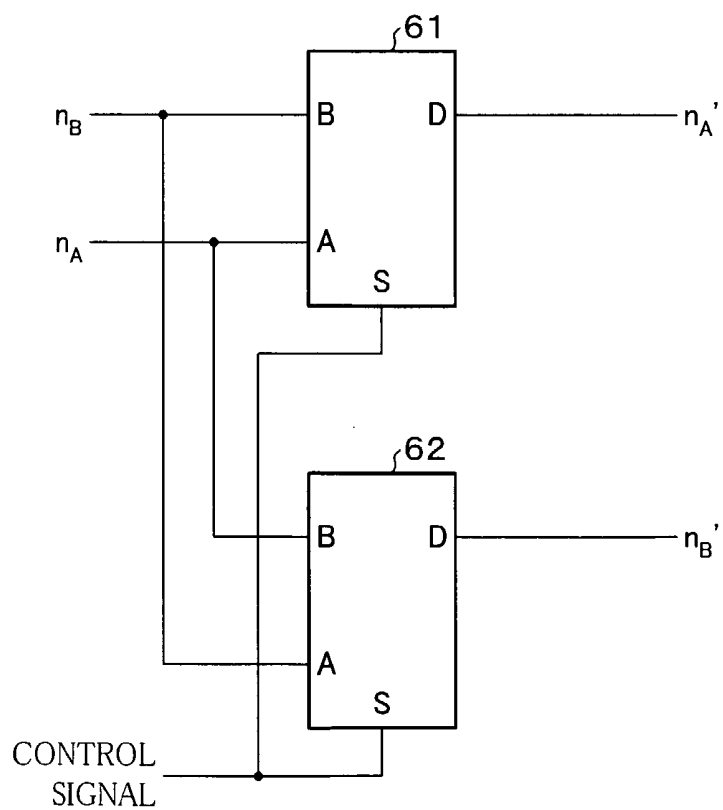 61
n_B B D n_A'
n_A A
S
62
B D n_B'
A
S
CONTROL
SIGNAL